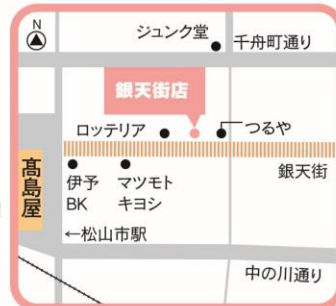 N
ジュンク堂
千舟町通り
銀天街店
ロッテリア
つるや
髙島屋
伊予
BK
マツモト
キヨシ
銀天街
←松山市駅
中の川通り